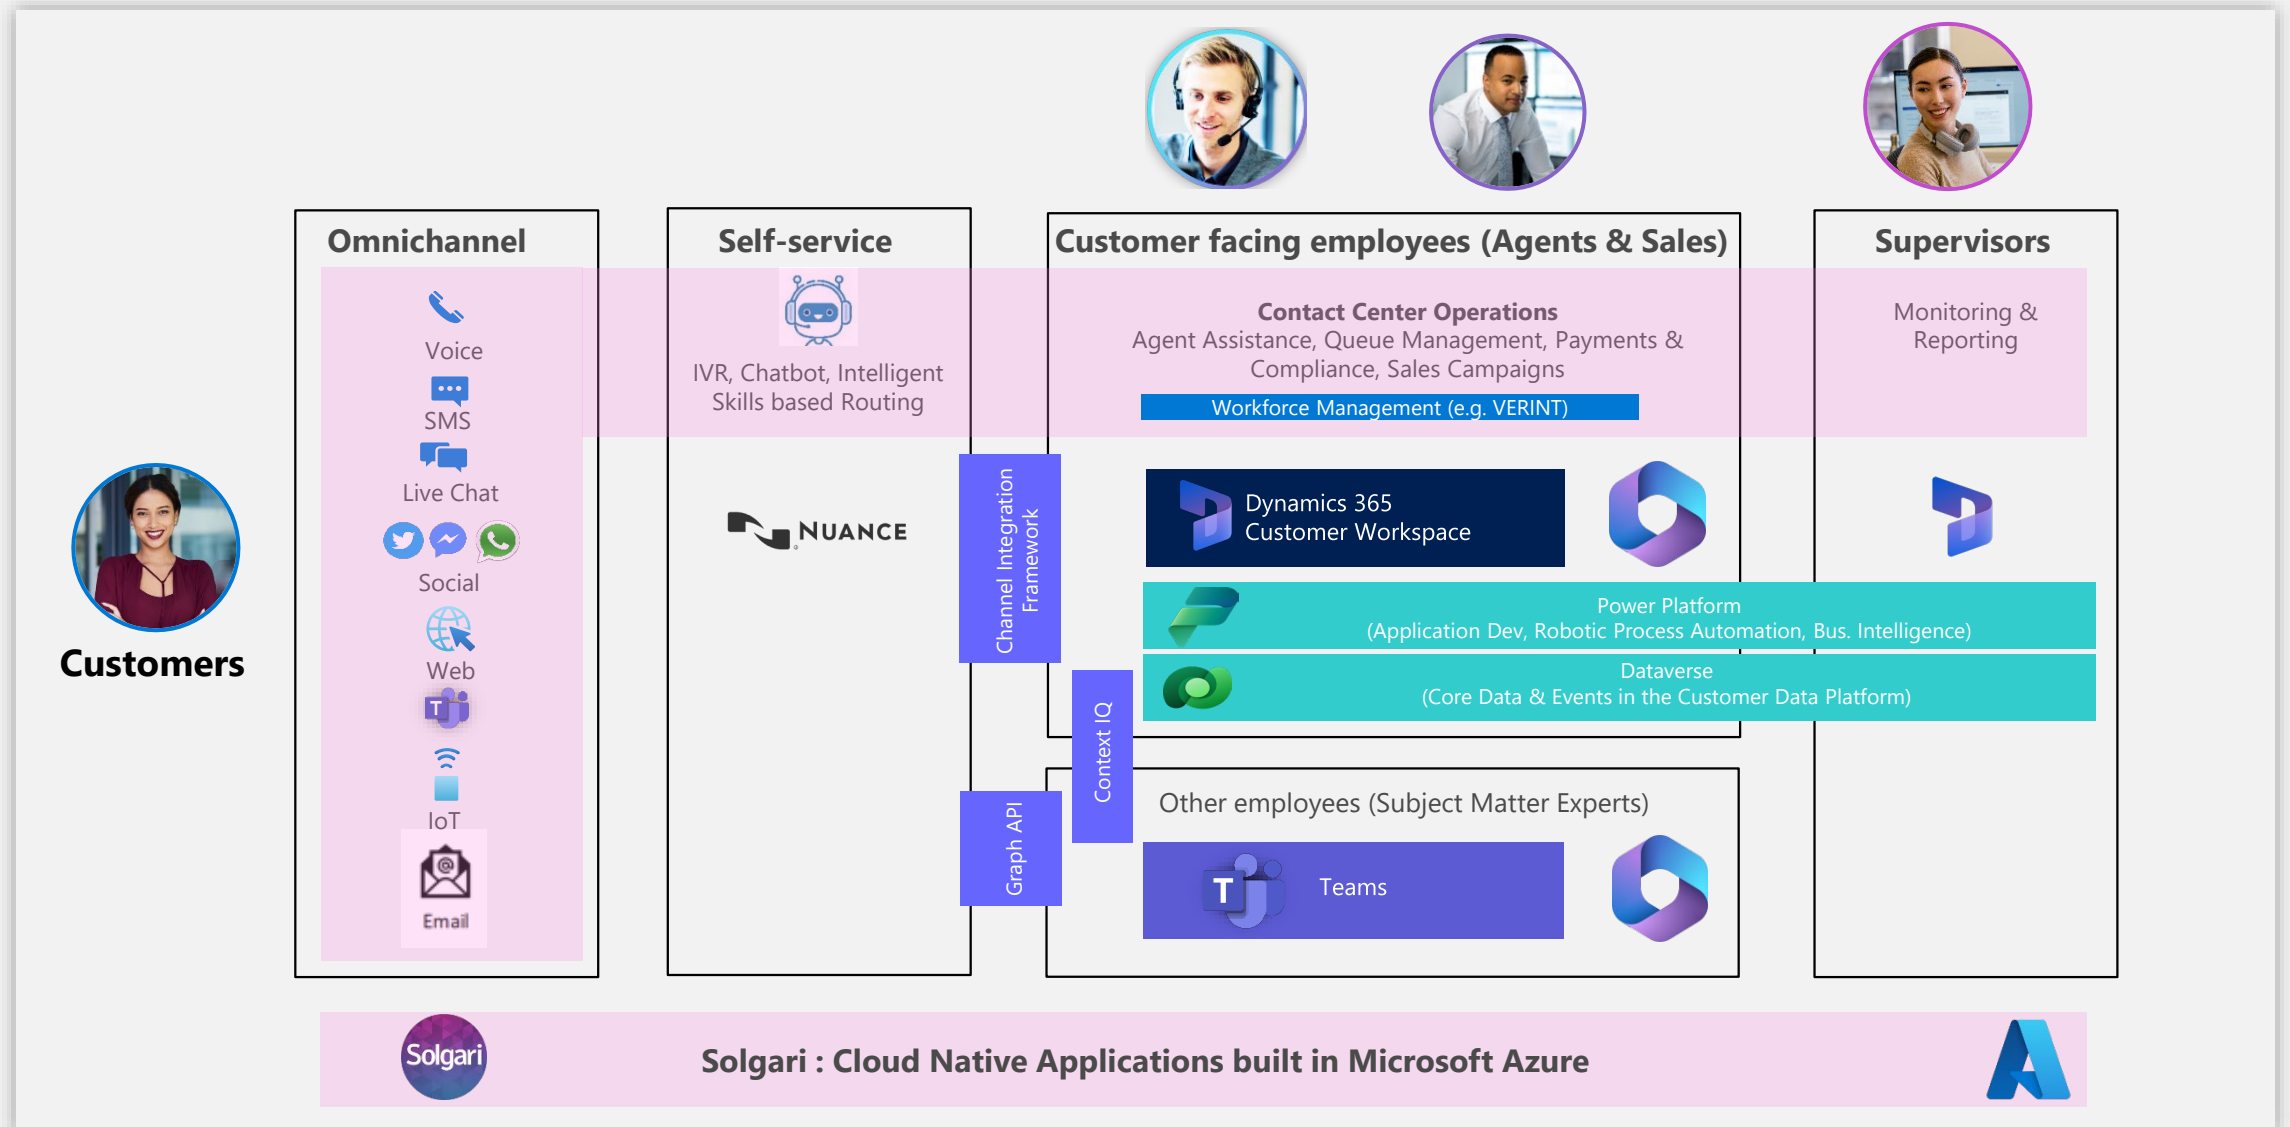 Customers
Omnichannel
Voice
SMS
Live Chat
Social
Web
T
IoT
Email
Self-service
IVR, Chatbot, Intelligent
Skills based Routing
NUANCE
Channel Integration
Framework
Graph API
Context IQ
Customer facing employees (Agents & Sales)
Contact Center Operations
Agent Assistance, Queue Management, Payments &
Compliance, Sales Campaigns
Workforce Management (e.g. VERINT)
Dynamics 365
Customer Workspace
Power Platform
(Application Dev, Robotic Process Automation, Bus. Intelligence)
Dataverse
(Core Data & Events in the Customer Data Platform)
Other employees (Subject Matter Experts)
T
Teams
Supervisors
Monitoring &
Reporting
Solgari
Solgari : Cloud Native Applications built in Microsoft Azure